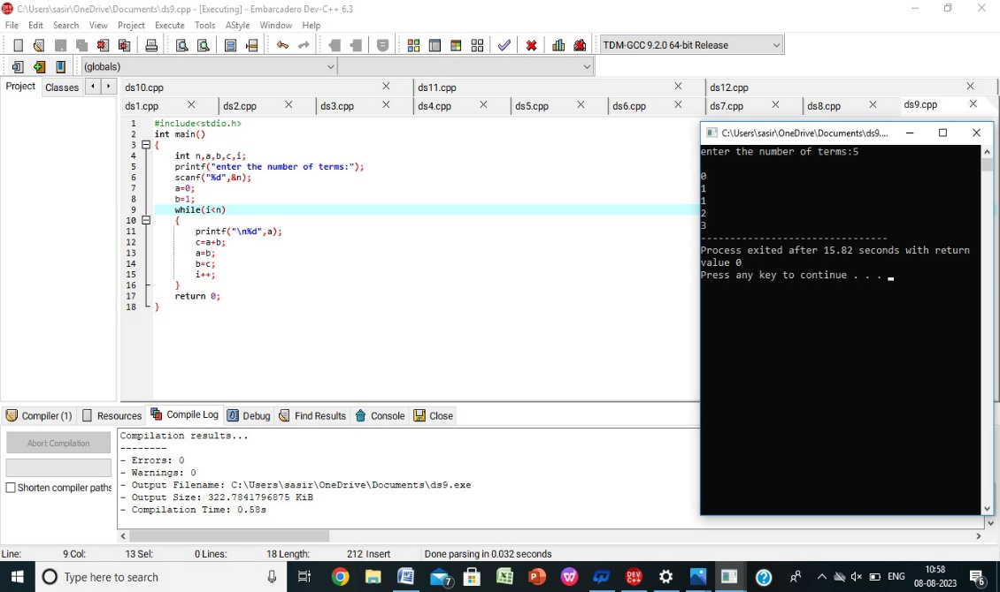 C:\Users\sasir\OneDrive\Documents\ds9.cpp - [Executing] - Embarcadero Dev-C++ 6.3
File Edit Search View Project Execute Tools AStyle Window Help
TDM-GCC 9.2.0 64-bit Release
(globals)
Project Classes
ds10.cpp ds11.cpp ds12.cpp
ds1.cpp ds2.cpp ds3.cpp ds4.cpp ds5.cpp ds6.cpp ds7.cpp ds8.cpp ds9.cpp
1 #include<stdio.h>
2 int main()
3 {
4 int n,a,b,c,i;
5 printf("enter the number of terms:");
6 scanf("%d",&n);
7 a=0;
8 b=1;
9 while(i<n)
10 {
11 printf("\n%d",a);
12 c=a+b;
13 a=b;
14 b=c;
15 i++;
16 }
17 return 0;
18 }
C:\Users\sasir\OneDrive\Documents\ds9....
enter the number of terms:5
0
1
1
2
3
--------------------------------
Process exited after 15.82 seconds with return
value 0
Press any key to continue . . .
Compiler (1) Resources Compile Log Debug Find Results Console Close
Abort Compilation
Shorten compiler paths
Compilation results...
--------
- Errors: 0
- Warnings: 0
- Output Filename: C:\Users\sasir\OneDrive\Documents\ds9.exe
- Output Size: 322.7841796875 KiB
- Compilation Time: 0.58s
Line: 9 Col: 13 Sel: 0 Lines: 18 Length: 212 Insert Done parsing in 0.032 seconds
Type here to search
7
DEV C++
ENG
10:58
08-08-2023
6